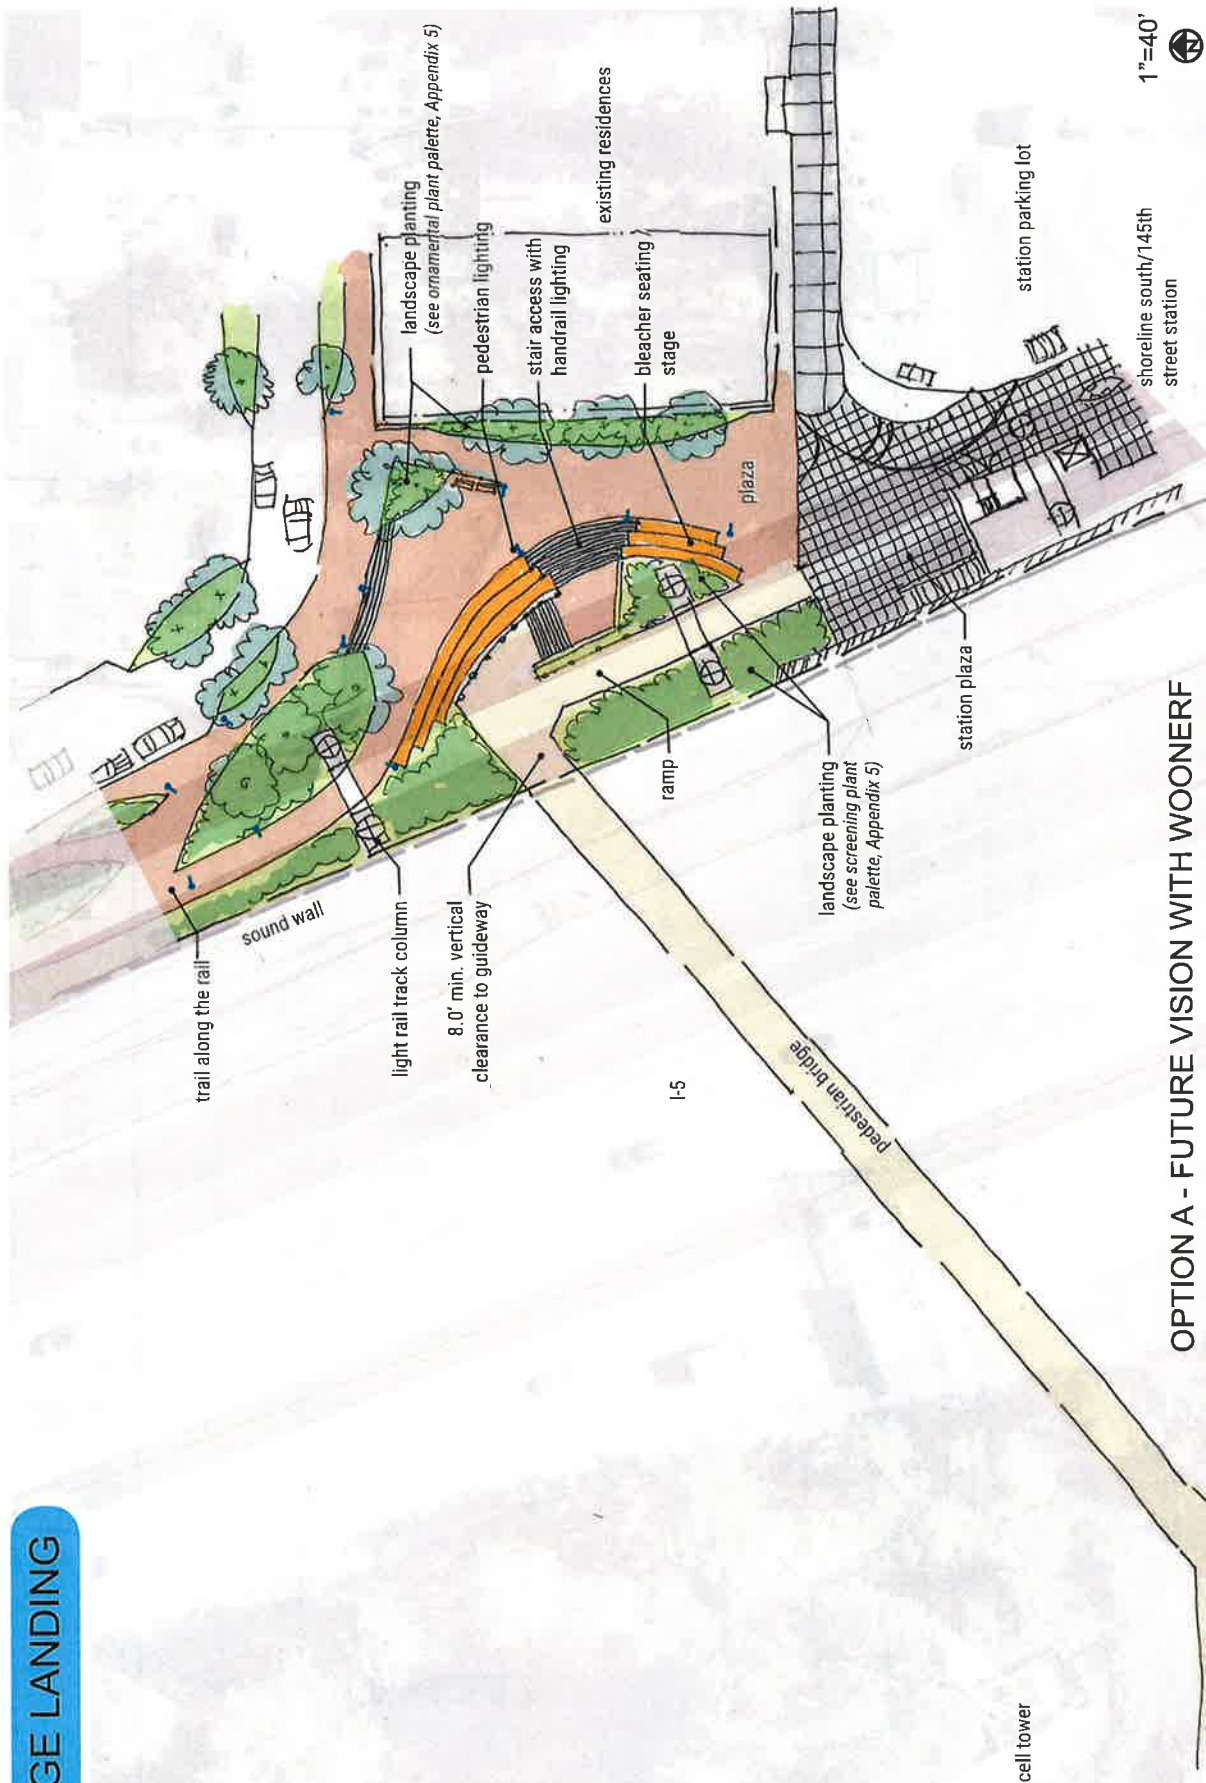 GE LANDING
landscape planting
(see ornamental plant palette, Appendix 5)
pedestrian lighting
stair access with
handrail lighting
existing residences
bleacher seating
stage
plaza
station parking lot
shoreline south/145th
street station
1"=40'
N
trail along the rail
sound wall
light rail track column
8.0' min. vertical
clearance to guideway
ramp
landscape planting
(see screening plant
palette, Appendix 5)
station plaza
I-5
pedestrian bridge
cell tower
OPTION A - FUTURE VISION WITH WOONERF